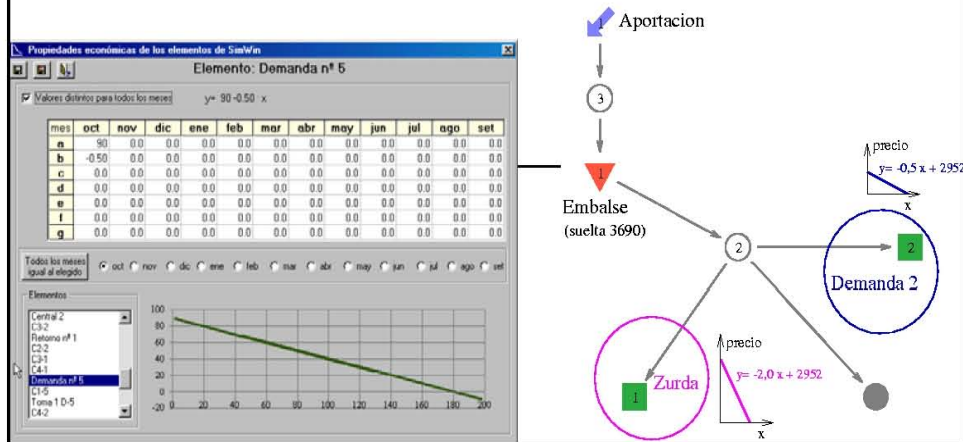 Propiedades económicas de los elementos de SimWin
Elemento: Demanda nº 5
Valores distintos para todos los meses
y= 90 -0.50 x
mes oct nov dic ene feb mar abr may jun jul ago set
a 90 0.0 0.0 0.0 0.0 0.0 0.0 0.0 0.0 0.0 0.0 0.0
b -0.50 0.0 0.0 0.0 0.0 0.0 0.0 0.0 0.0 0.0 0.0 0.0
c 0.0 0.0 0.0 0.0 0.0 0.0 0.0 0.0 0.0 0.0 0.0 0.0
d 0.0 0.0 0.0 0.0 0.0 0.0 0.0 0.0 0.0 0.0 0.0 0.0
e 0.0 0.0 0.0 0.0 0.0 0.0 0.0 0.0 0.0 0.0 0.0 0.0
f 0.0 0.0 0.0 0.0 0.0 0.0 0.0 0.0 0.0 0.0 0.0 0.0
g 0.0 0.0 0.0 0.0 0.0 0.0 0.0 0.0 0.0 0.0 0.0 0.0
Todos los meses
igual al elegido
oct nov dic ene feb mar abr may jun jul ago set
Elementos
Central 2
C3-2
Retorno nº 1
C2-2
C3-1
C4-1
Demanda nº 5
C1-5
Toma 1 D-5
C4-2
100
80
60
40
20
0
-20
0 20 40 60 80 100 120 140 160 180 200
1 Aportacion
3
1
Embalse
(suelta 3690)
2
precio
y= -0,5 x + 2952
x
2
Demanda 2
precio
y= -2,0 x + 2952
x
1
Zurda